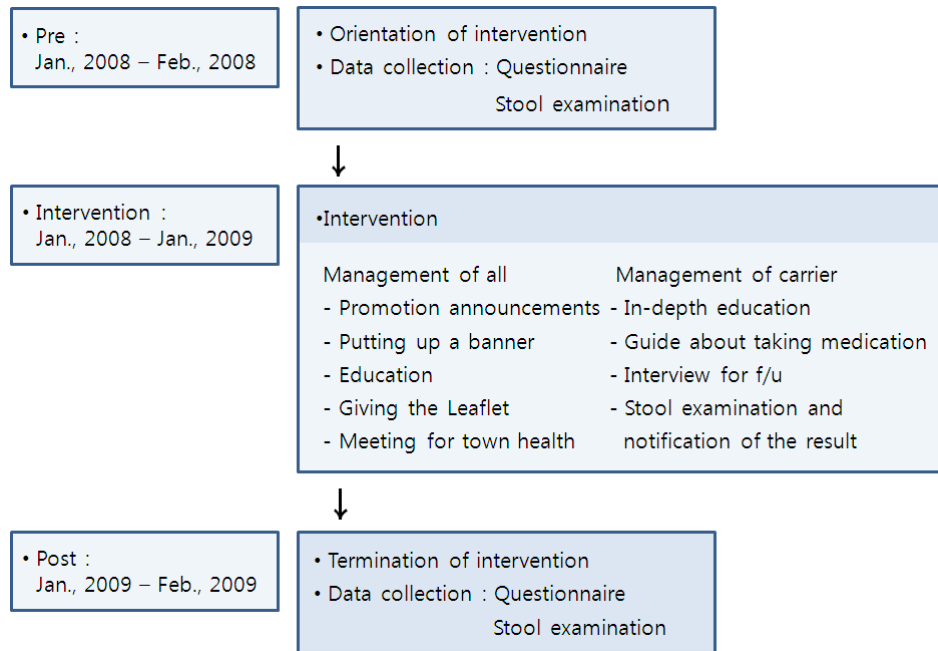 • Pre :
Jan., 2008 – Feb., 2008
• Orientation of intervention
• Data collection : Questionnaire
Stool examination
• Intervention :
Jan., 2008 – Jan., 2009
•Intervention
Management of all
- Promotion announcements
- Putting up a banner
- Education
- Giving the Leaflet
- Meeting for town health
Management of carrier
- In-depth education
- Guide about taking medication
- Interview for f/u
- Stool examination and
notification of the result
• Post :
Jan., 2009 – Feb., 2009
• Termination of intervention
• Data collection : Questionnaire
Stool examination